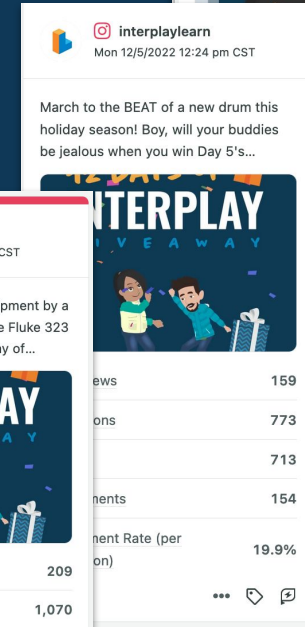 interplaylearn
Mon 12/5/2022 12:24 pm CST
March to the BEAT of a new drum this
holiday season! Boy, will your buddies
be jealous when you win Day 5's...
12 DAYS OF
INTERPLAY
GIVEAWAY
ews 159
ons 773
713
ments 154
ment Rate (per
on) 19.9%
CST
pment by a
e Fluke 323
y of...
AY
AY
209
1,070